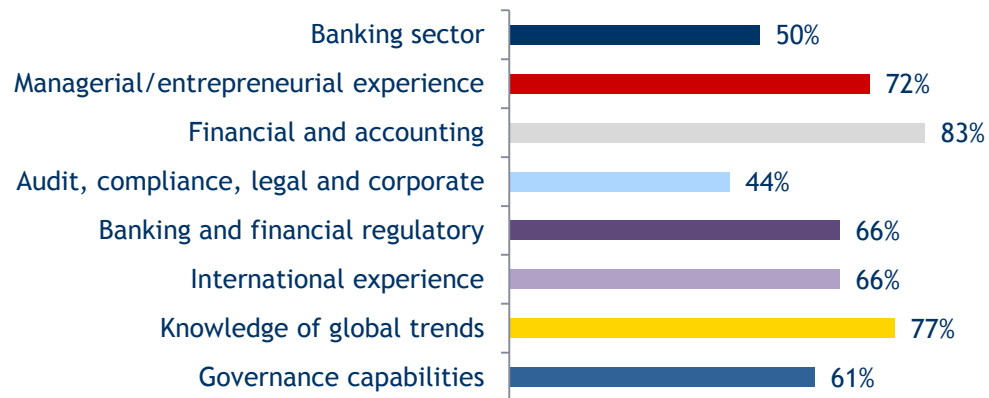 Banking sector 50%
Managerial/entrepreneurial experience 72%
Financial and accounting 83%
Audit, compliance, legal and corporate 44%
Banking and financial regulatory 66%
International experience 66%
Knowledge of global trends 77%
Governance capabilities 61%